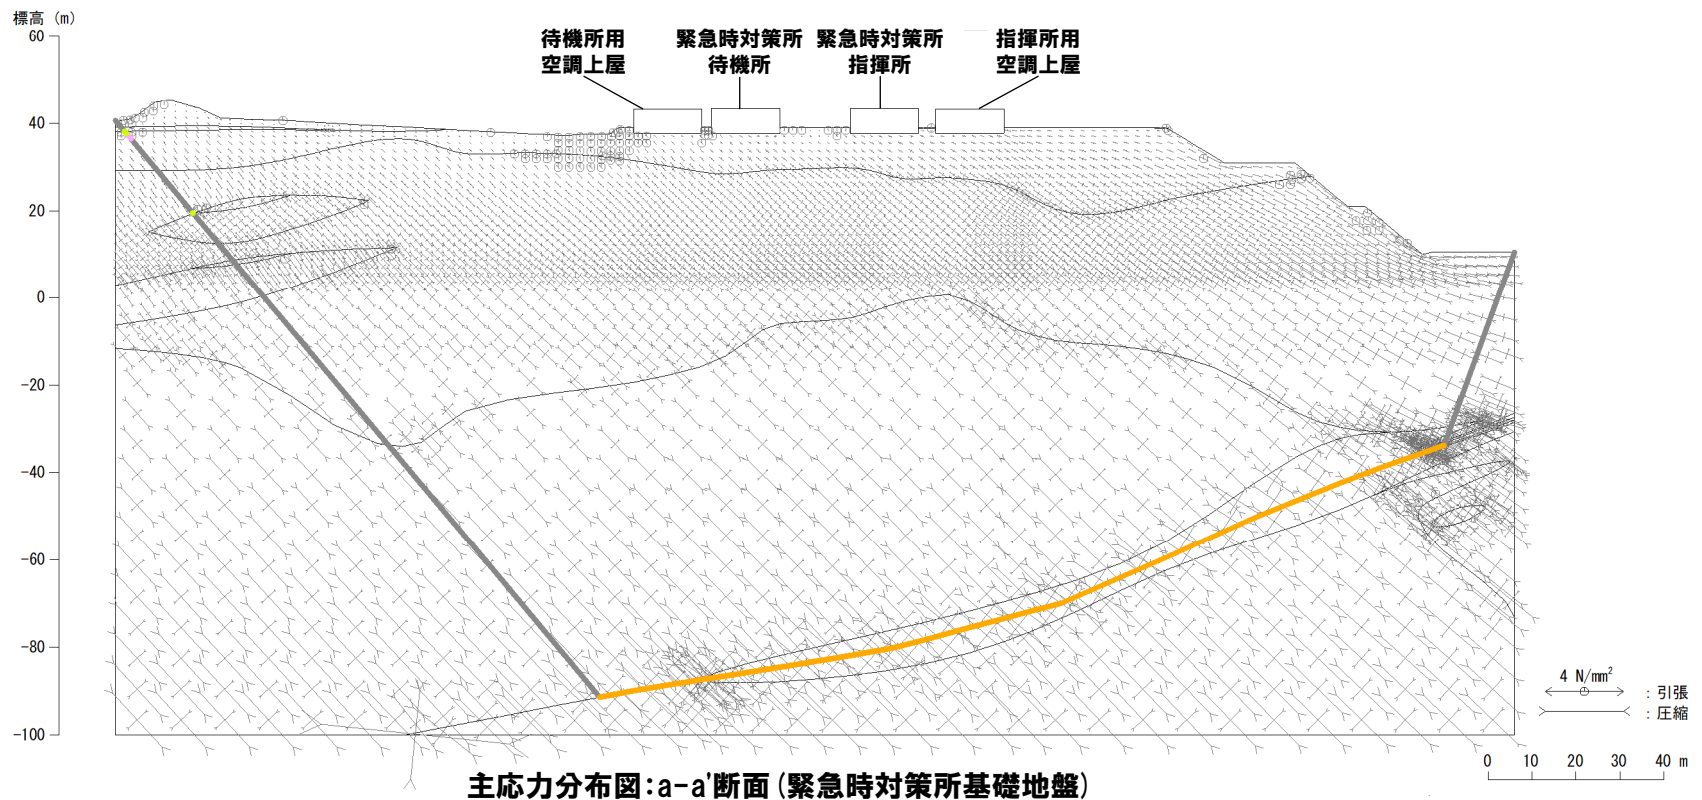 標高 (m)
60
40
20
0
-20
-40
-60
-80
-100
待機所用
空調上屋
緊急時対策所
待機所
緊急時対策所
指揮所
指揮所用
空調上屋
4 N/mm²
：引張
：圧縮
0 10 20 30 40 m
主応力分布図:a-a'断面(緊急時対策所基礎地盤)